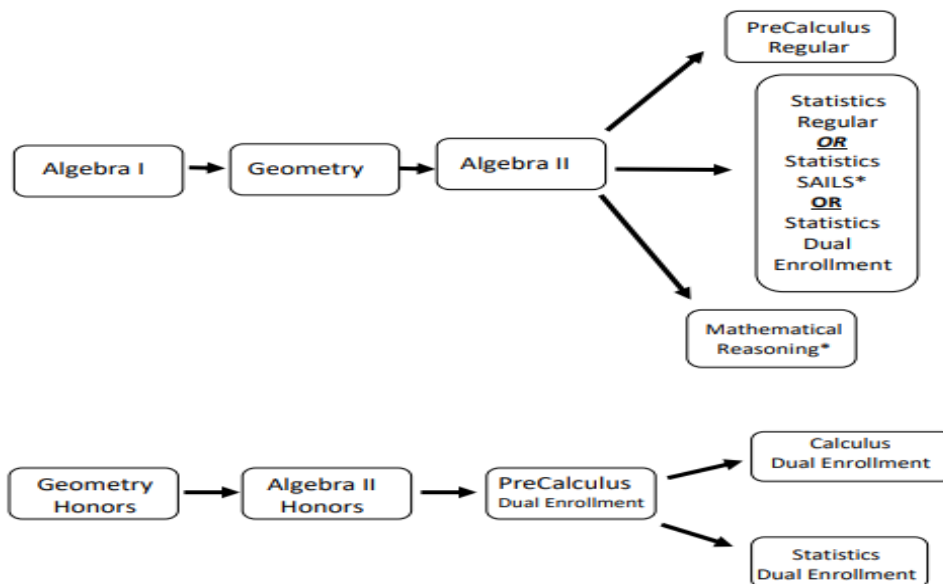 PreCalculus
Regular
Statistics
Regular
OR
Statistics
SAILS*
OR
Statistics
Dual
Enrollment
Algebra I
Geometry
Algebra II
Mathematical
Reasoning*
Geometry
Honors
Algebra II
Honors
PreCalculus
Dual Enrollment
Calculus
Dual Enrollment
Statistics
Dual Enrollment